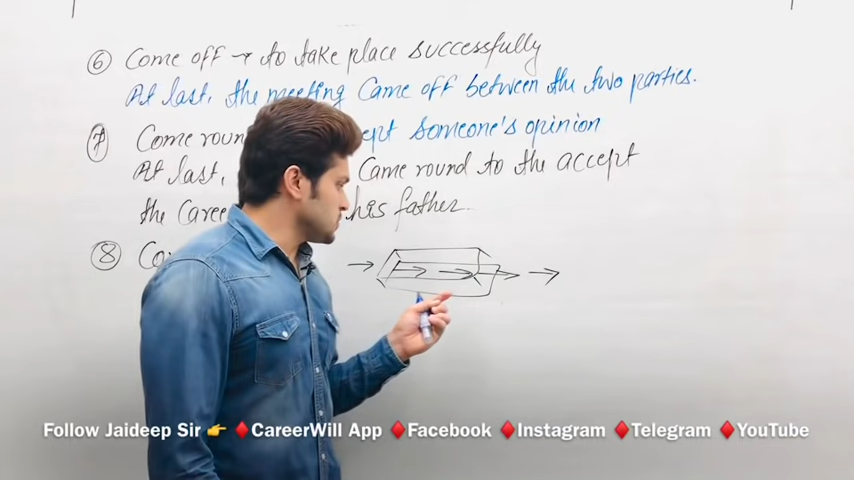 6 Come off → to take place successfully
At last, the meeting Came off between the two parties.
7 Come roun ept Someone's opinion
At last, Came round to the accept
the Caree his father.
8 Co
Follow Jaideep Sir 👉 ♦️CareerWill App ♦️Facebook ♦️Instagram ♦️Telegram ♦️YouTube